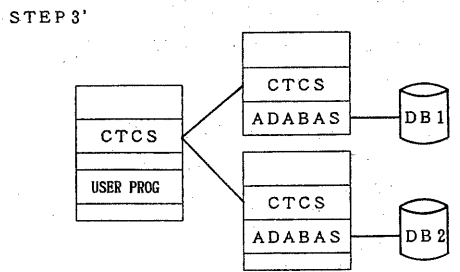 STEP3'
CTCS
ADABAS
DB1
CTCS
USER PROG
CTCS
ADABAS
DB2